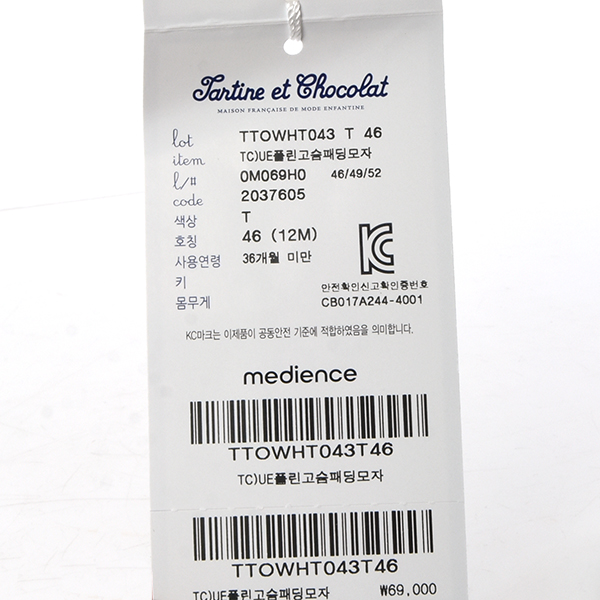 Tartine et Chocolat
MAISON FRANÇAISE DE MODE ENFANTINE
lot TTOWHT043 T 46
item TC)UE플린고슴패딩모자
l/# 0M069H0 46/49/52
code 2037605
색상 T
호칭 46 (12M)
사용연령 36개월 미만
키
몸무게
안전확인신고확인증번호
CB017A244-4001
KC마크는 이제품이 공통안전 기준에 적합하였음을 의미합니다.
medience
TTOWHT043T46
TC)UE플린고슴패딩모자
TTOWHT043T46
TC)UE플린고슴패딩모자 ₩69,000